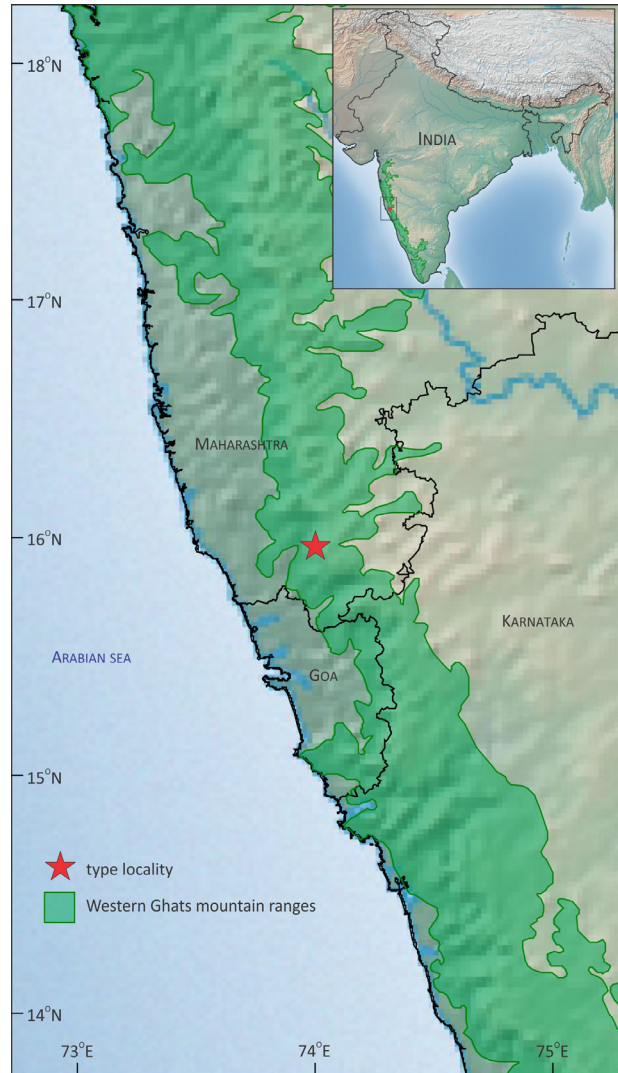 18°N
INDIA
17°N
MAHARASHTRA
16°N
KARNATAKA
ARABIAN SEA
GOA
15°N
type locality
Western Ghats mountain ranges
14°N
73°E
74°E
75°E